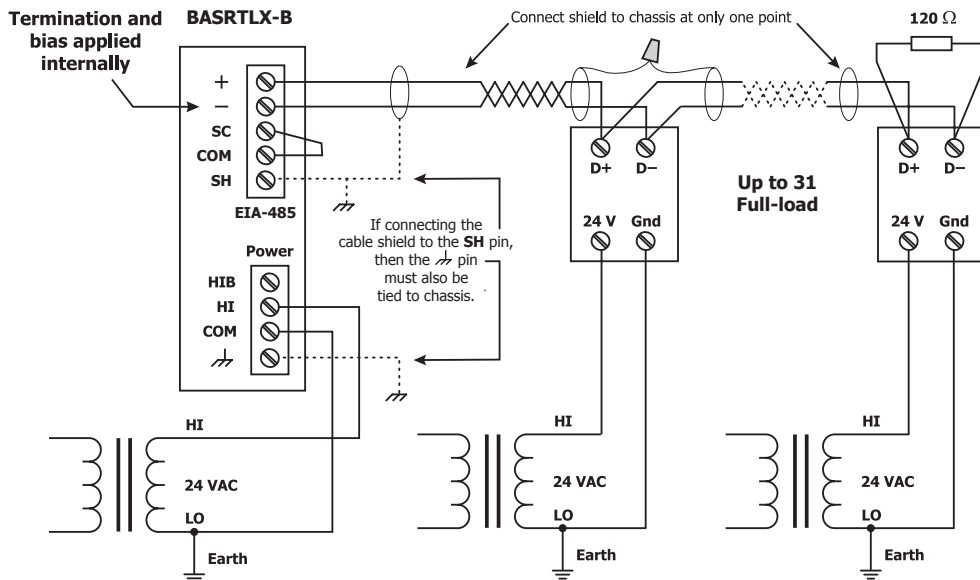 Termination and
bias applied
internally
BASRTLX-B
Connect shield to chassis at only one point
120 Ω
+
−
SC
COM
SH
EIA-485
D+ D−
D+ D−
Up to 31
Full-load
24 V Gnd
24 V Gnd
If connecting the
cable shield to the SH pin,
then the pin
must also be
tied to chassis.
Power
HIB
HI
COM
HI
24 VAC
LO
Earth
HI
24 VAC
LO
Earth
HI
24 VAC
LO
Earth